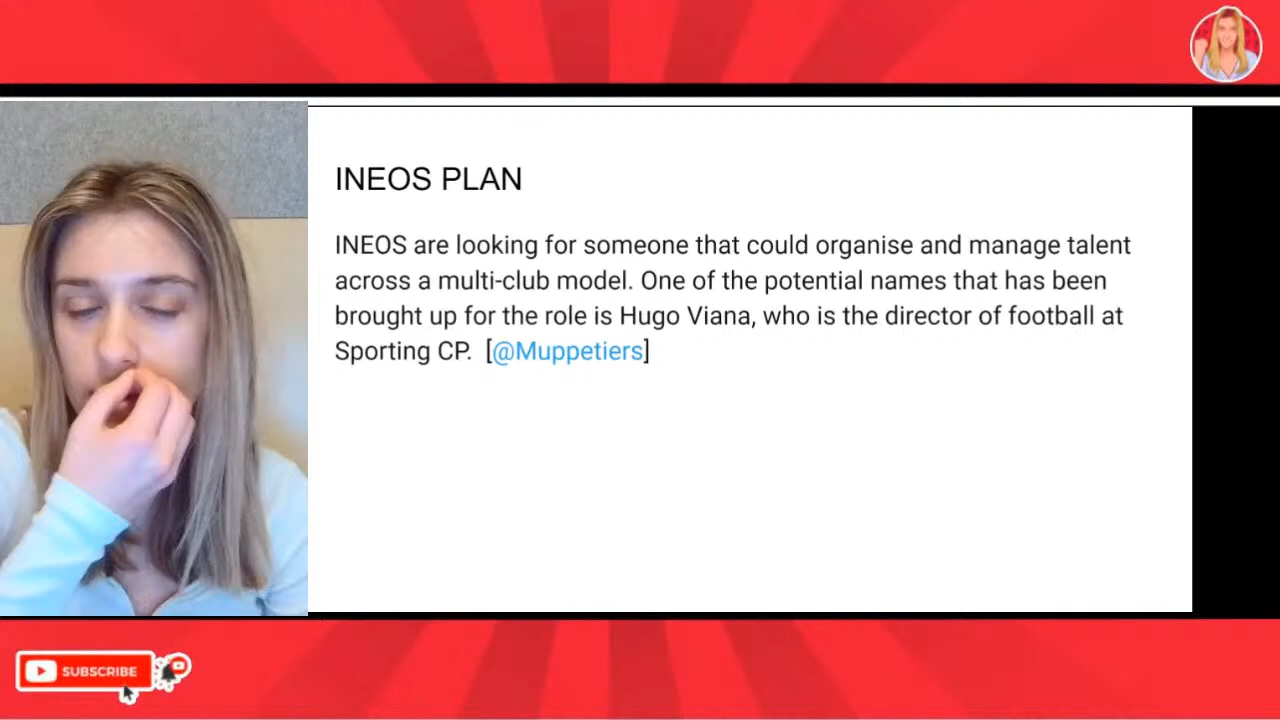 INEOS PLAN
INEOS are looking for someone that could organise and manage talent
across a multi-club model. One of the potential names that has been
brought up for the role is Hugo Viana, who is the director of football at
Sporting CP. [@Muppetiers]
SUBSCRIBE